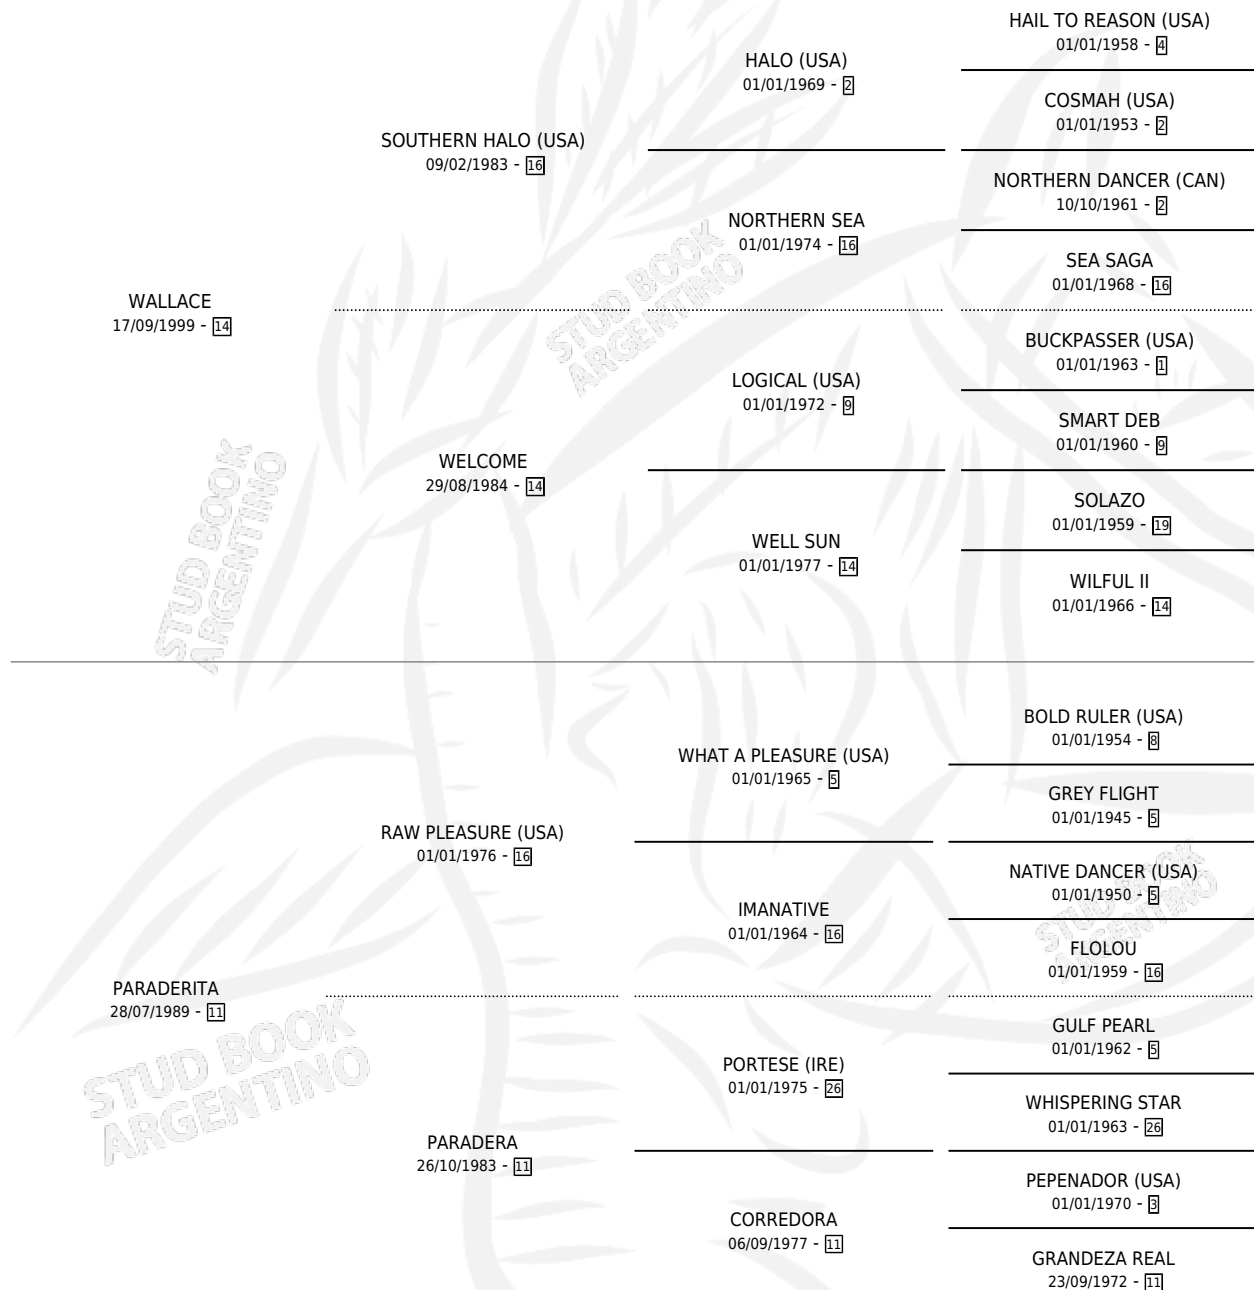 HAIL TO REASON (USA)
01/01/1958 - 4
HALO (USA)
01/01/1969 - 2
COSMAH (USA)
01/01/1953 - 2
SOUTHERN HALO (USA)
09/02/1983 - 16
NORTHERN DANCER (CAN)
10/10/1961 - 2
NORTHERN SEA
01/01/1974 - 16
SEA SAGA
01/01/1968 - 16
WALLACE
17/09/1999 - 14
BUCKPASSER (USA)
01/01/1963 - 1
LOGICAL (USA)
01/01/1972 - 9
SMART DEB
01/01/1960 - 9
WELCOME
29/08/1984 - 14
SOLAZO
01/01/1959 - 19
WELL SUN
01/01/1977 - 14
WILFUL II
01/01/1966 - 14
BOLD RULER (USA)
01/01/1954 - 8
WHAT A PLEASURE (USA)
01/01/1965 - 5
GREY FLIGHT
01/01/1945 - 5
RAW PLEASURE (USA)
01/01/1976 - 16
NATIVE DANCER (USA)
01/01/1950 - 5
IMANATIVE
01/01/1964 - 16
FLOLOU
01/01/1959 - 16
PARADERITA
28/07/1989 - 11
GULF PEARL
01/01/1962 - 5
PORTESE (IRE)
01/01/1975 - 26
WHISPERING STAR
01/01/1963 - 26
PARADERA
26/10/1983 - 11
PEPENADOR (USA)
01/01/1970 - 3
CORREDORA
06/09/1977 - 11
GRANDEZA REAL
23/09/1972 - 11
STUD BOOK
ARGENTINO
STUD BOOK
ARGENTINO
STUD BOOK
ARGENTINO
STUD BOOK
ARGENTINO